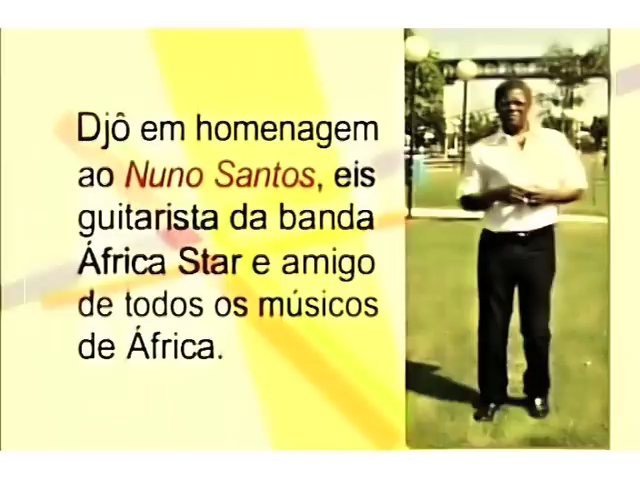 Djô em homenagem
ao Nuno Santos, eis
guitarista da banda
África Star e amigo
de todos os músicos
de África.